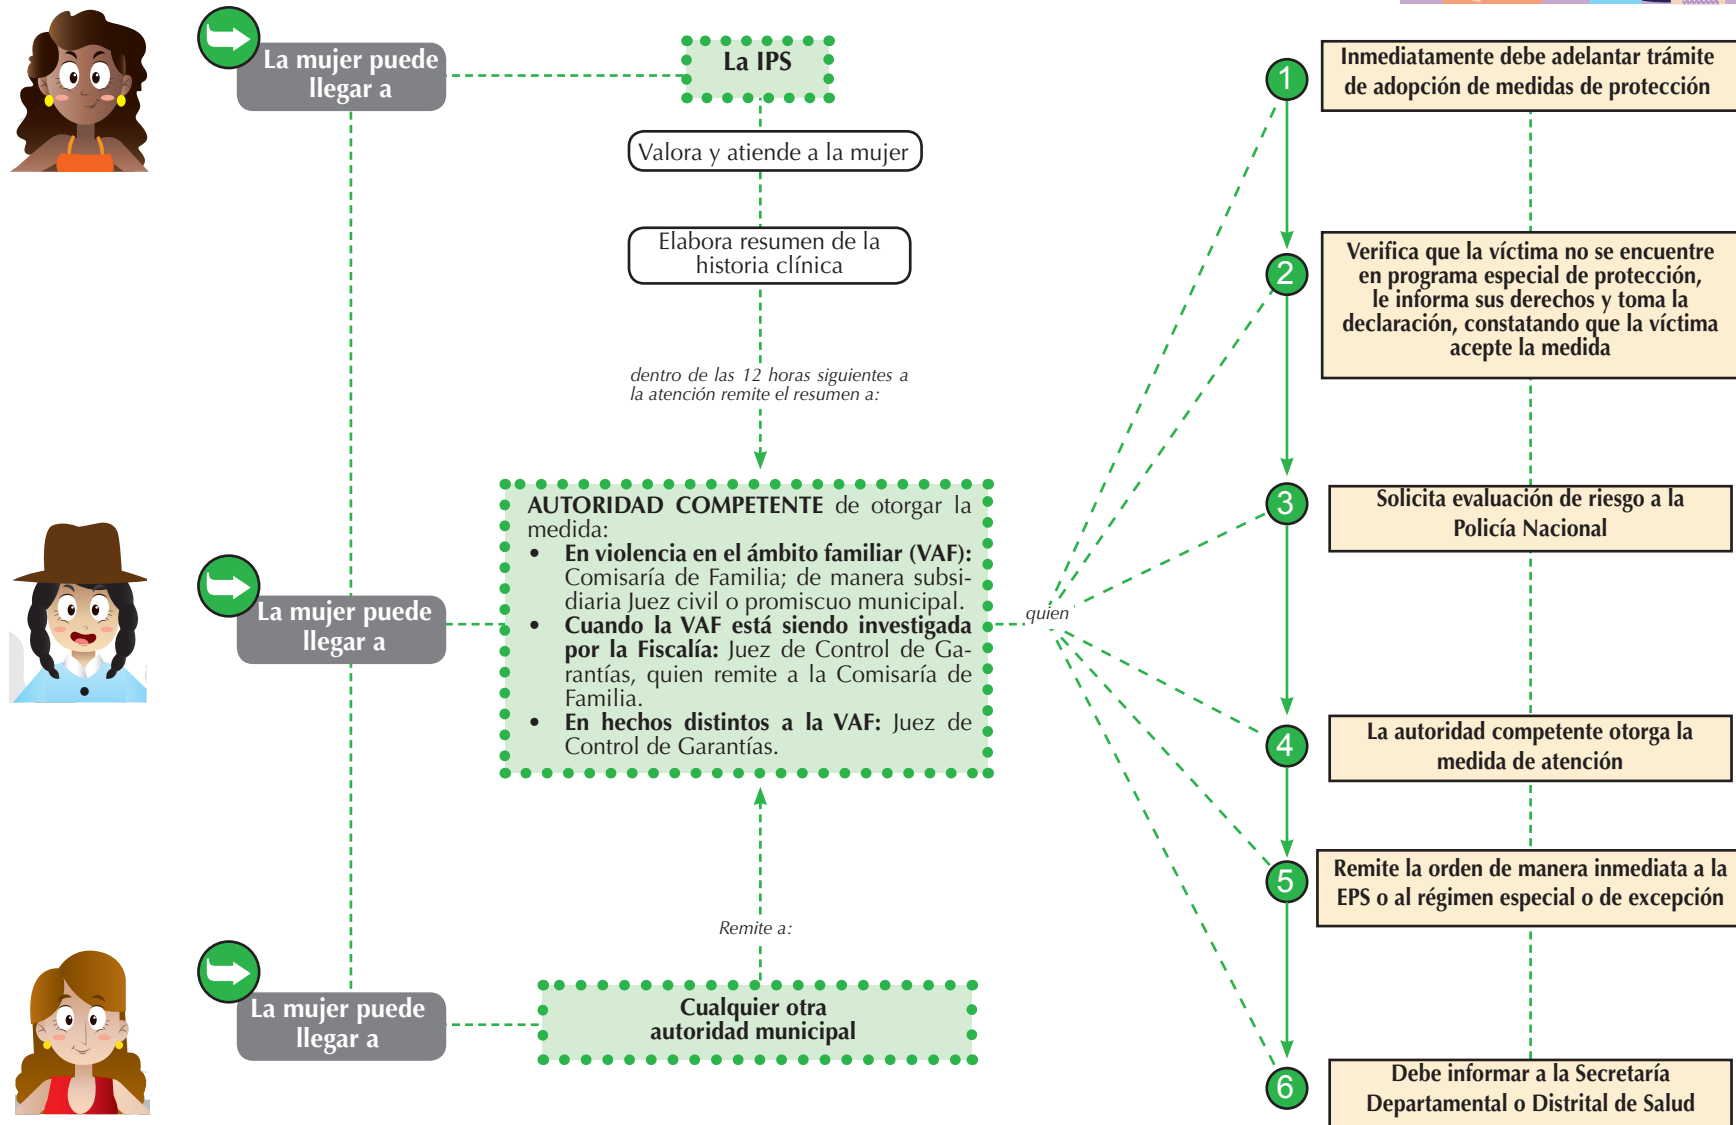 La mujer puede
llegar a
La IPS
Valora y atiende a la mujer
Elabora resumen de la
historia clínica
dentro de las 12 horas siguientes a
la atención remite el resumen a:
La mujer puede
llegar a
AUTORIDAD COMPETENTE de otorgar la
medida:
• En violencia en el ámbito familiar (VAF):
Comisaría de Familia; de manera subsi-
diaria Juez civil o promiscuo municipal.
• Cuando la VAF está siendo investigada
por la Fiscalía: Juez de Control de Ga-
rantías, quien remite a la Comisaría de
Familia.
• En hechos distintos a la VAF: Juez de
Control de Garantías.
Remite a:
La mujer puede
llegar a
Cualquier otra
autoridad municipal
quien
1
Inmediatamente debe adelantar trámite
de adopción de medidas de protección
2
Verifica que la víctima no se encuentre
en programa especial de protección,
le informa sus derechos y toma la
declaración, constatando que la víctima
acepte la medida
3
Solicita evaluación de riesgo a la
Policía Nacional
4
La autoridad competente otorga la
medida de atención
5
Remite la orden de manera inmediata a la
EPS o al régimen especial o de excepción
6
Debe informar a la Secretaría
Departamental o Distrital de Salud